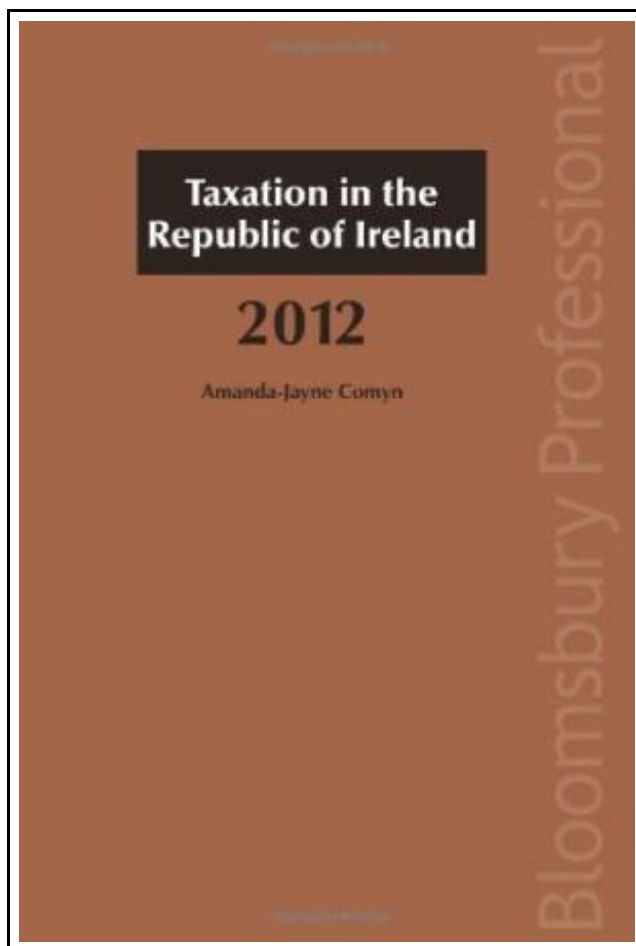 Taxation in the
Republic of Ireland
2012
Amanda-Jayne Comyn
Bloomsbury Professional